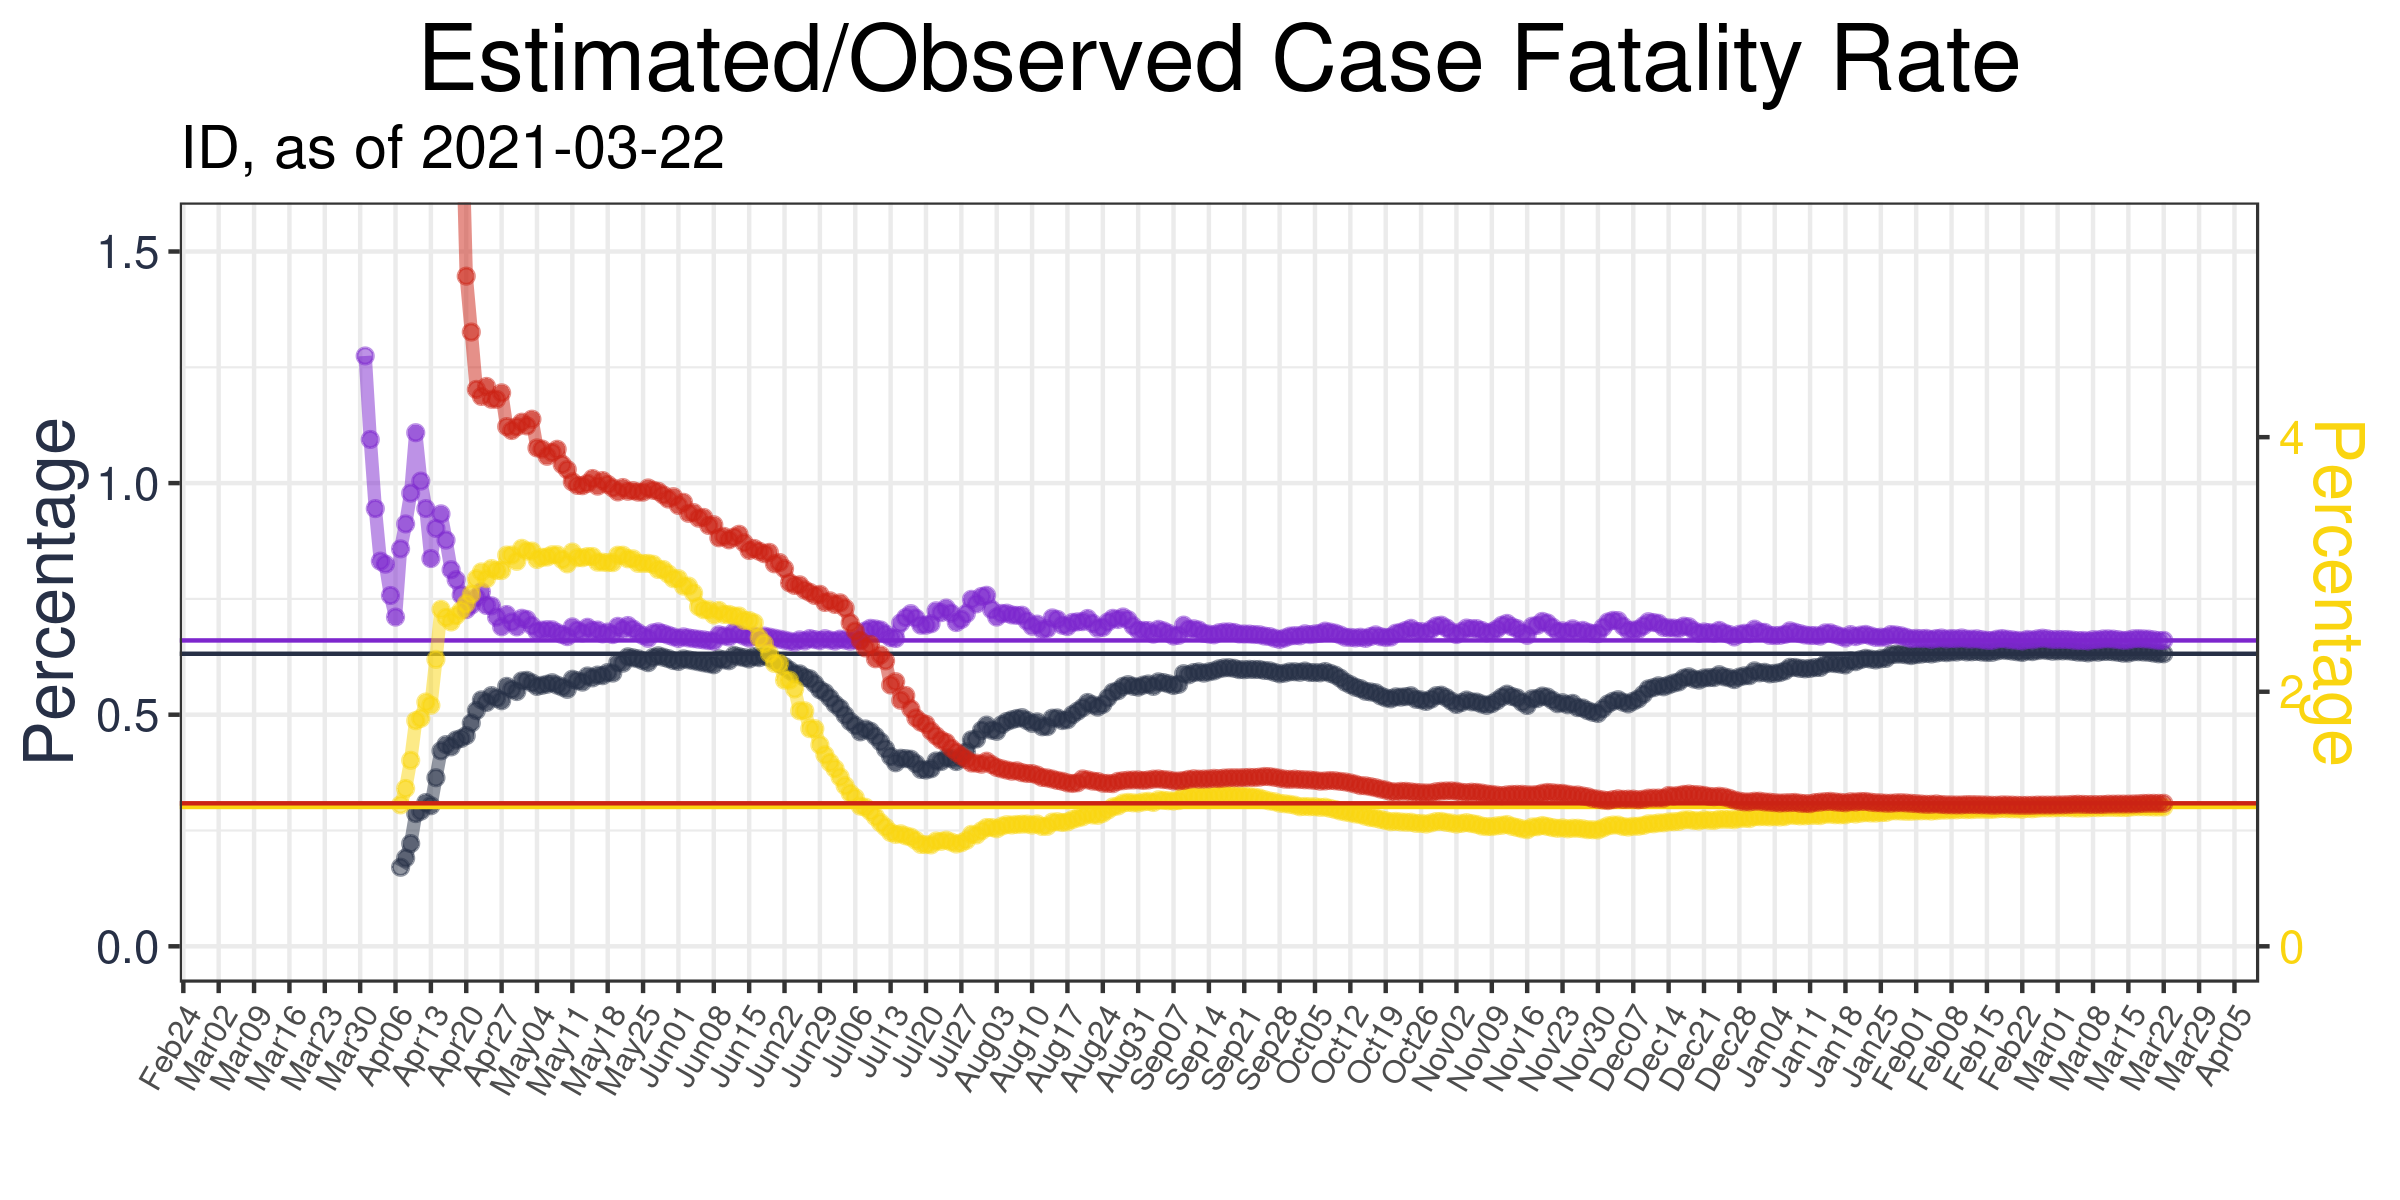 Estimated/Observed Case Fatality Rate
ID, as of 2021-03-22
Percentage
1.5
1.0
0.5
0.0
4
2
0
Percentage
Feb24
Mar02
Mar09
Mar16
Mar23
Mar30
Apr06
Apr13
Apr20
Apr27
May04
May11
May18
May25
Jun01
Jun08
Jun15
Jun22
Jun29
Jul06
Jul13
Jul20
Jul27
Aug03
Aug10
Aug17
Aug24
Aug31
Sep07
Sep14
Sep21
Sep28
Oct05
Oct12
Oct19
Oct26
Nov02
Nov09
Nov16
Nov23
Nov30
Dec07
Dec14
Dec21
Dec28
Jan04
Jan11
Jan18
Jan25
Feb01
Feb08
Feb15
Feb22
Mar01
Mar08
Mar15
Mar22
Mar29
Apr05